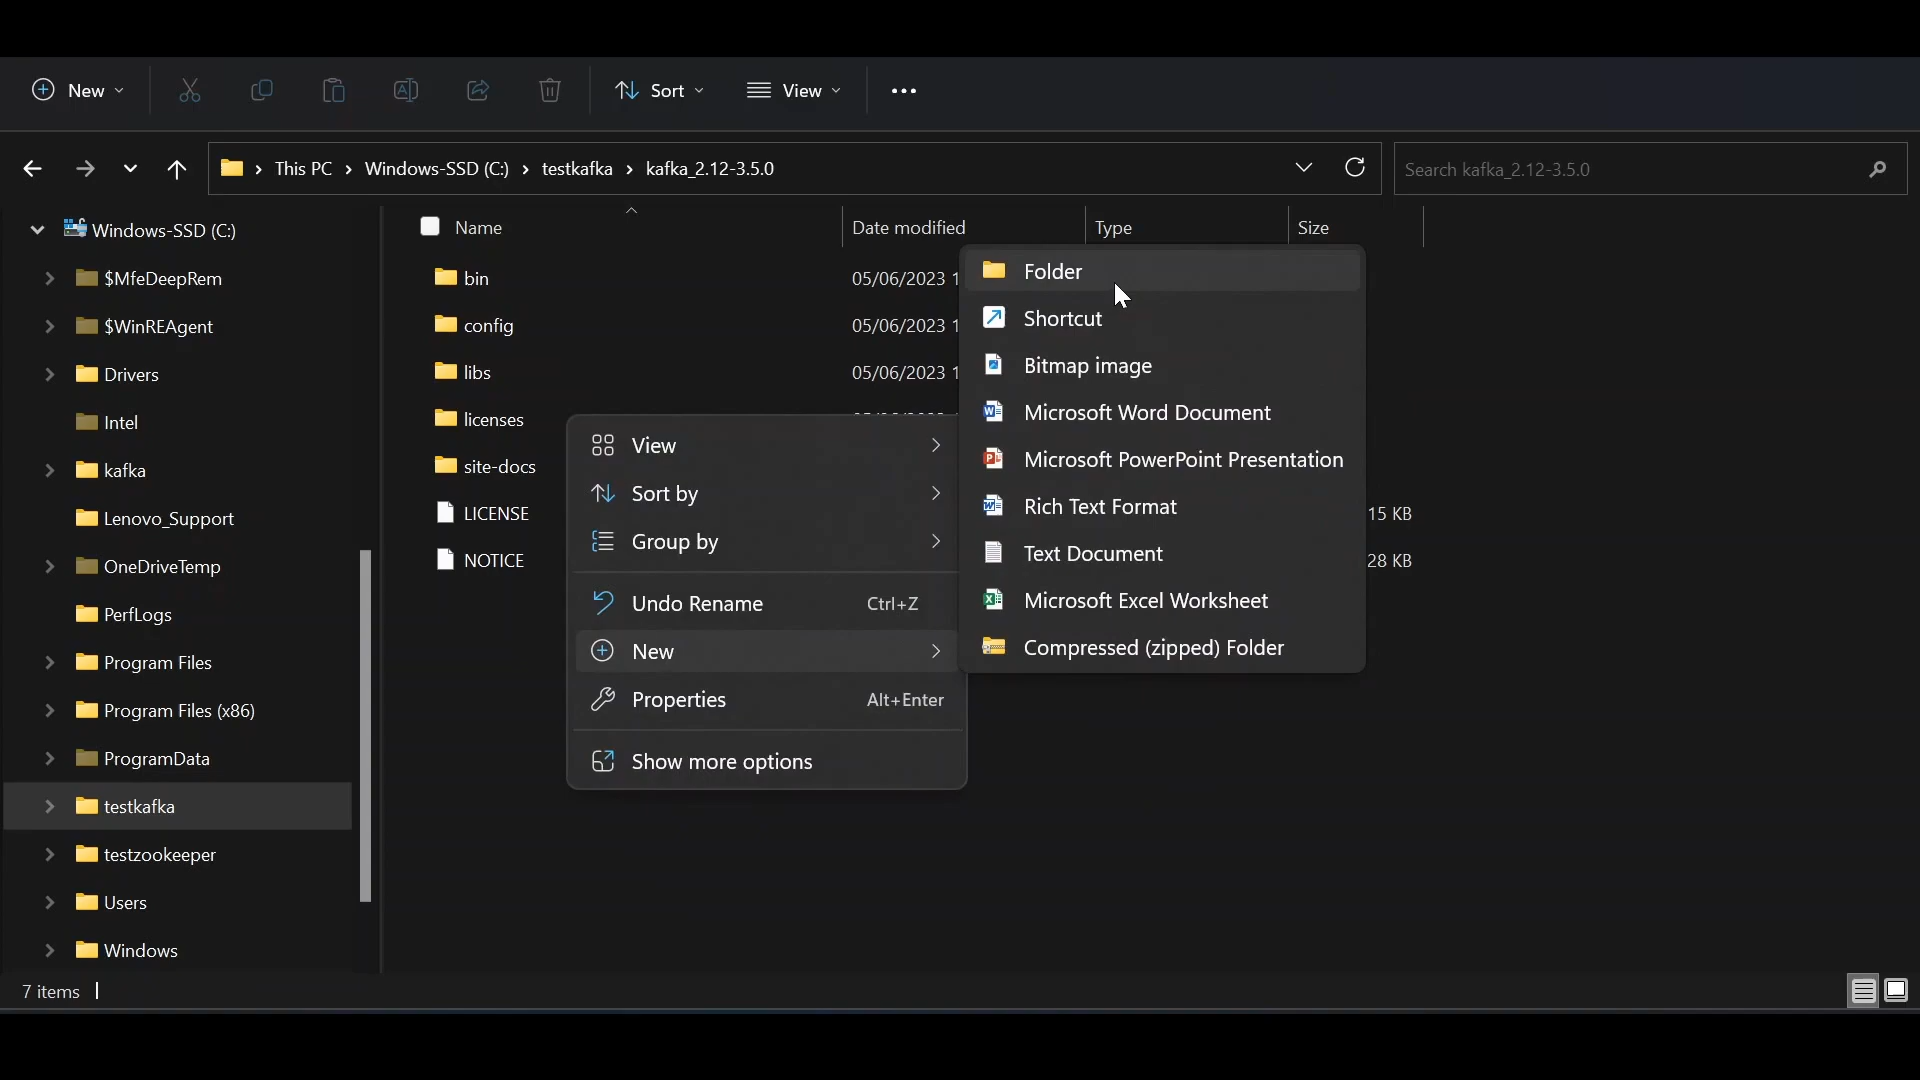 New
Sort
View
This PC > Windows-SSD (C:) > testkafka > kafka_2.12-3.5.0
Search kafka_2.12-3.5.0
Name
Date modified
Type
Size
Windows-SSD (C:)
$MfeDeepRem
$WinREAgent
Drivers
Intel
kafka
Lenovo_Support
OneDriveTemp
PerfLogs
Program Files
Program Files (x86)
ProgramData
testkafka
testzookeeper
Users
Windows
bin 05/06/2023 1
config 05/06/2023 1
libs 05/06/2023 1
licenses
site-docs
LICENSE 15 KB
NOTICE 28 KB
View
Sort by
Group by
Undo Rename Ctrl+Z
New
Properties Alt+Enter
Show more options
Folder
Shortcut
Bitmap image
Microsoft Word Document
Microsoft PowerPoint Presentation
Rich Text Format
Text Document
Microsoft Excel Worksheet
Compressed (zipped) Folder
7 items